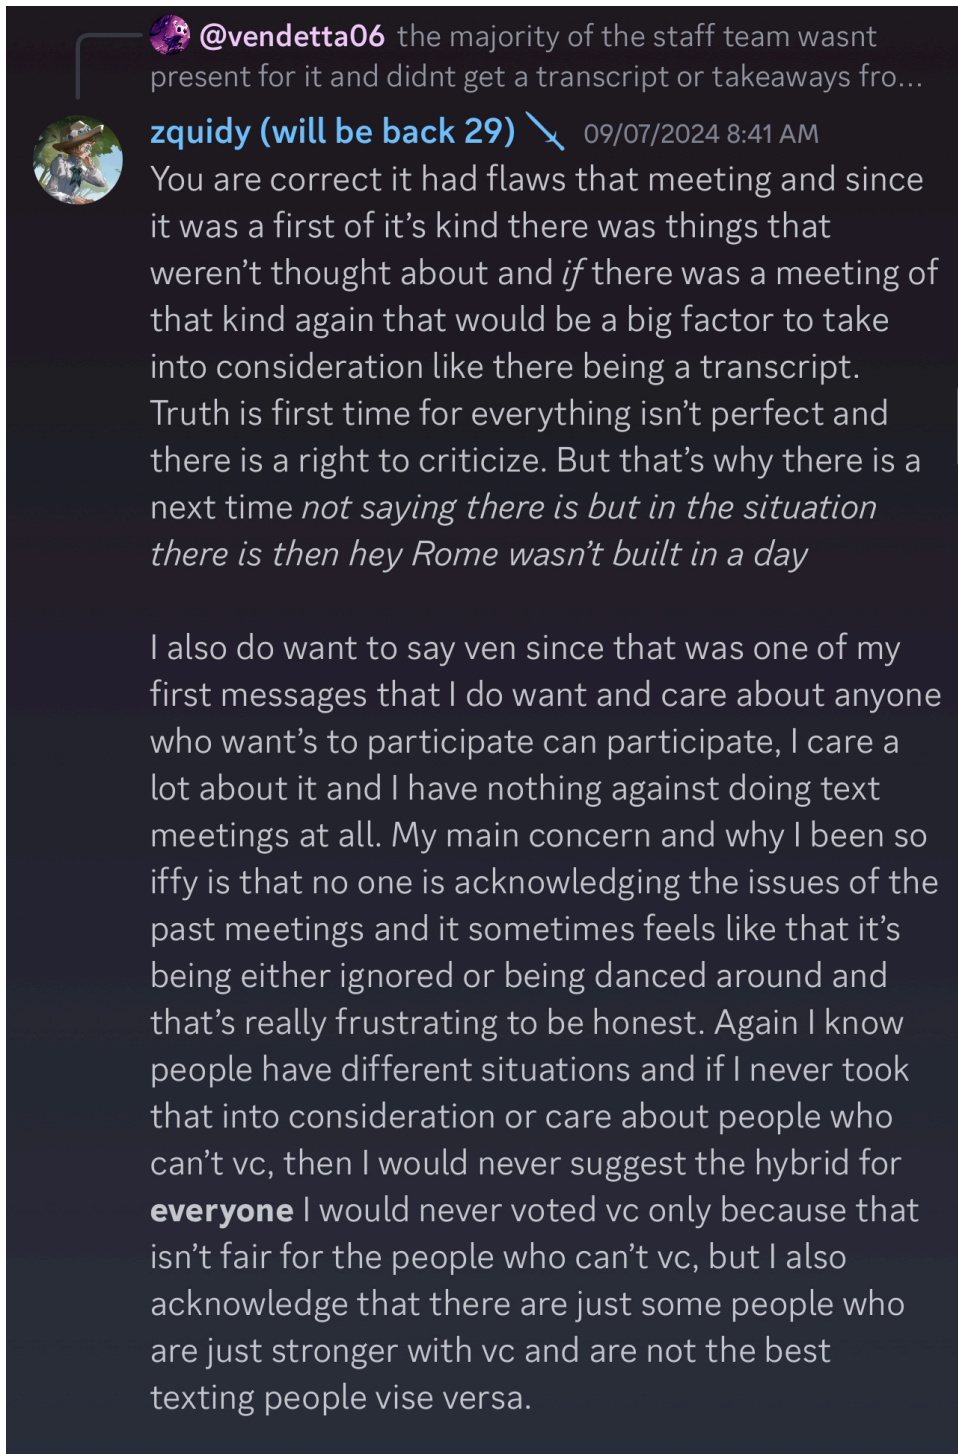 @vendetta06 the majority of the staff team wasnt
present for it and didnt get a transcript or takeaways fro...
zquidy (will be back 29) 09/07/2024 8:41 AM
You are correct it had flaws that meeting and since
it was a first of it's kind there was things that
weren't thought about and if there was a meeting of
that kind again that would be a big factor to take
into consideration like there being a transcript.
Truth is first time for everything isn't perfect and
there is a right to criticize. But that's why there is a
next time not saying there is but in the situation
there is then hey Rome wasn't built in a day
I also do want to say ven since that was one of my
first messages that I do want and care about anyone
who want's to participate can participate, I care a
lot about it and I have nothing against doing text
meetings at all. My main concern and why I been so
iffy is that no one is acknowledging the issues of the
past meetings and it sometimes feels like that it's
being either ignored or being danced around and
that's really frustrating to be honest. Again I know
people have different situations and if I never took
that into consideration or care about people who
can't vc, then I would never suggest the hybrid for
everyone I would never voted vc only because that
isn't fair for the people who can't vc, but I also
acknowledge that there are just some people who
are just stronger with vc and are not the best
texting people vise versa.